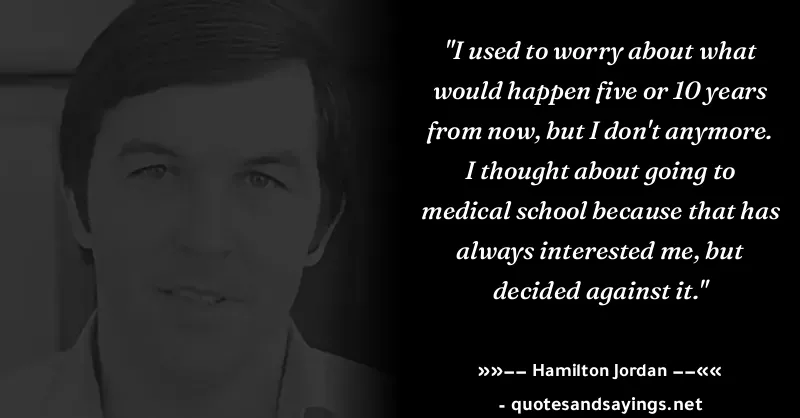 "I used to worry about what
would happen five or 10 years
from now, but I don't anymore.
I thought about going to
medical school because that has
always interested me, but
decided against it."
»»−− Hamilton Jordan −−««
- quotesandsayings.net